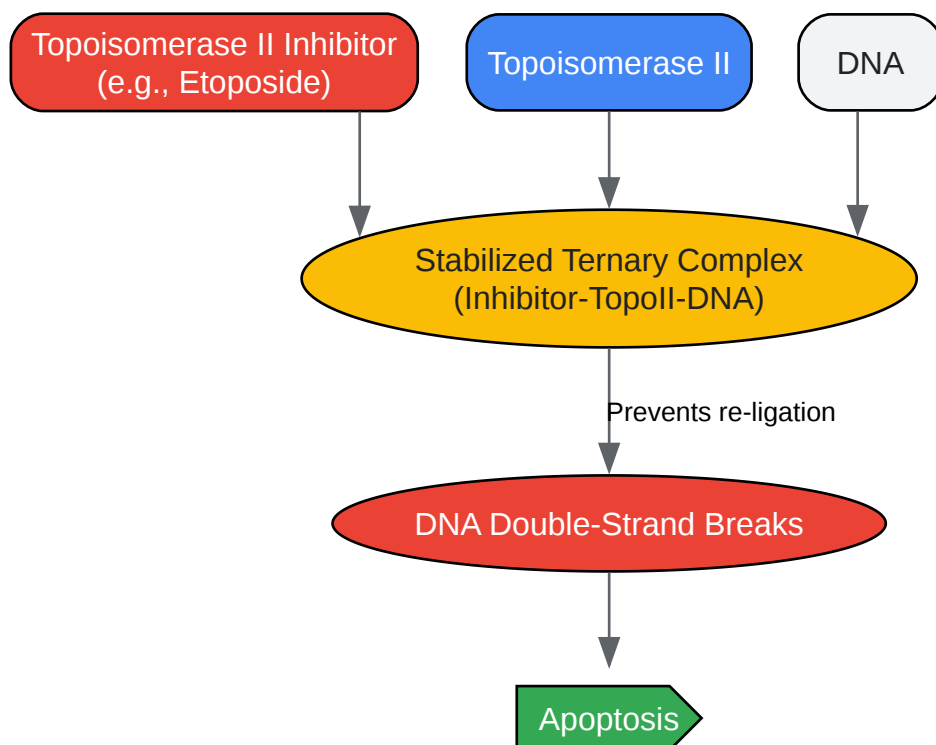 Topoisomerase II Inhibitor
(e.g., Etoposide)
Topoisomerase II
DNA
Stabilized Ternary Complex
(Inhibitor-TopoII-DNA)
Prevents re-ligation
DNA Double-Strand Breaks
Apoptosis